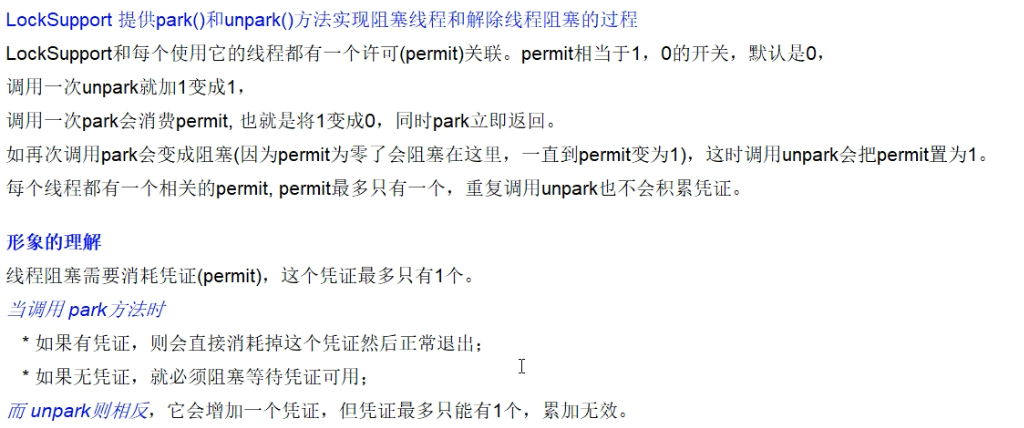 LockSupport 提供park()和unpark()方法实现阻塞线程和解除线程阻塞的过程
LockSupport和每个使用它的线程都有一个许可(permit)关联。permit相当于1，0的开关，默认是0，
调用一次unpark就加1变成1，
调用一次park会消费permit, 也就是将1变成0，同时park立即返回。
如再次调用park会变成阻塞(因为permit为零了会阻塞在这里，一直到permit变为1)，这时调用unpark会把permit置为1。
每个线程都有一个相关的permit, permit最多只有一个，重复调用unpark也不会积累凭证。
形象的理解
线程阻塞需要消耗凭证(permit)，这个凭证最多只有1个。
当调用 park方法时
* 如果有凭证，则会直接消耗掉这个凭证然后正常退出；
* 如果无凭证，就必须阻塞等待凭证可用；
而 unpark则相反，它会增加一个凭证，但凭证最多只能有1个，累加无效。